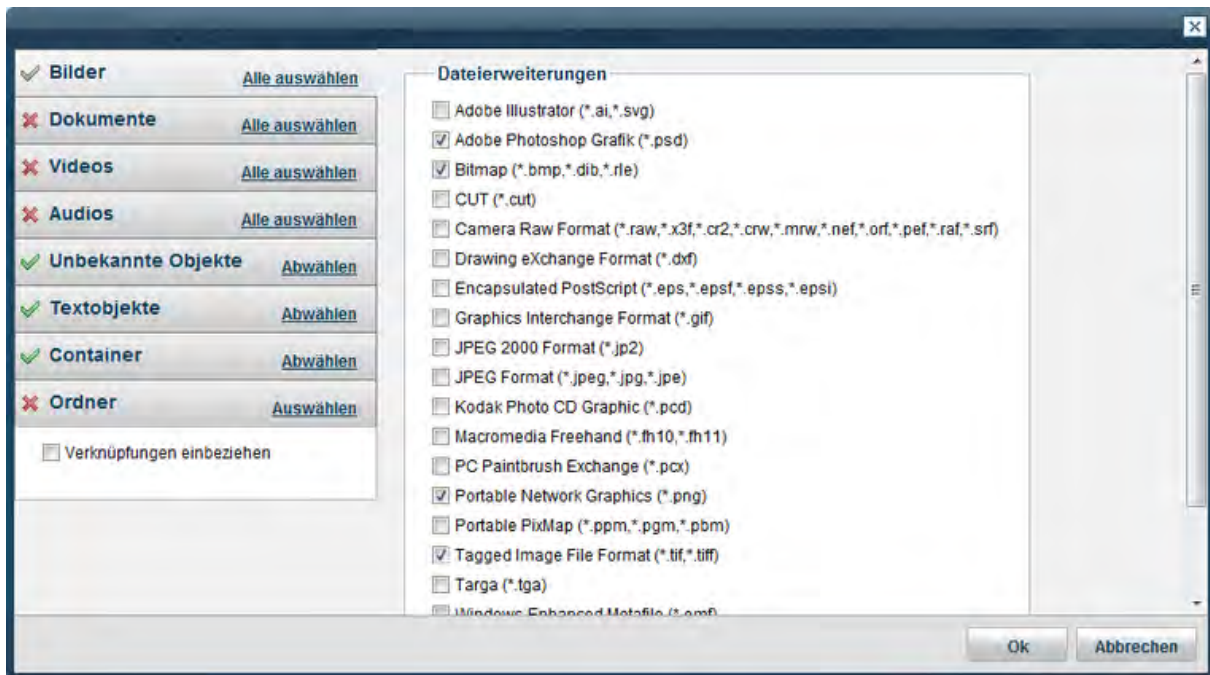 Bilder Alle auswählen
Dokumente Alle auswählen
Videos Alle auswählen
Audios Alle auswählen
Unbekannte Objekte Abwählen
Textobjekte Abwählen
Container Abwählen
Ordner Auswählen
Verknüpfungen einbeziehen
Dateierweiterungen
Adobe Illustrator (*.ai,*.svg)
Adobe Photoshop Grafik (*.psd)
Bitmap (*.bmp,*.dib,*.rle)
CUT (*.cut)
Camera Raw Format (*.raw,*.x3f,*.cr2,*.crw,*.mrw,*.nef,*.orf,*.pef,*.raf,*.srf)
Drawing eXchange Format (*.dxf)
Encapsulated PostScript (*.eps,*.epsf,*.epss,*.epsi)
Graphics Interchange Format (*.gif)
JPEG 2000 Format (*.jp2)
JPEG Format (*.jpeg,*.jpg,*.jpe)
Kodak Photo CD Graphic (*.pcd)
Macromedia Freehand (*.fh10,*.fh11)
PC Paintbrush Exchange (*.pcx)
Portable Network Graphics (*.png)
Portable PixMap (*.ppm,*.pgm,*.pbm)
Tagged Image File Format (*.tif,*.tiff)
Targa (*.tga)
Windows Enhanced Metafile (*.emf)
Ok Abbrechen